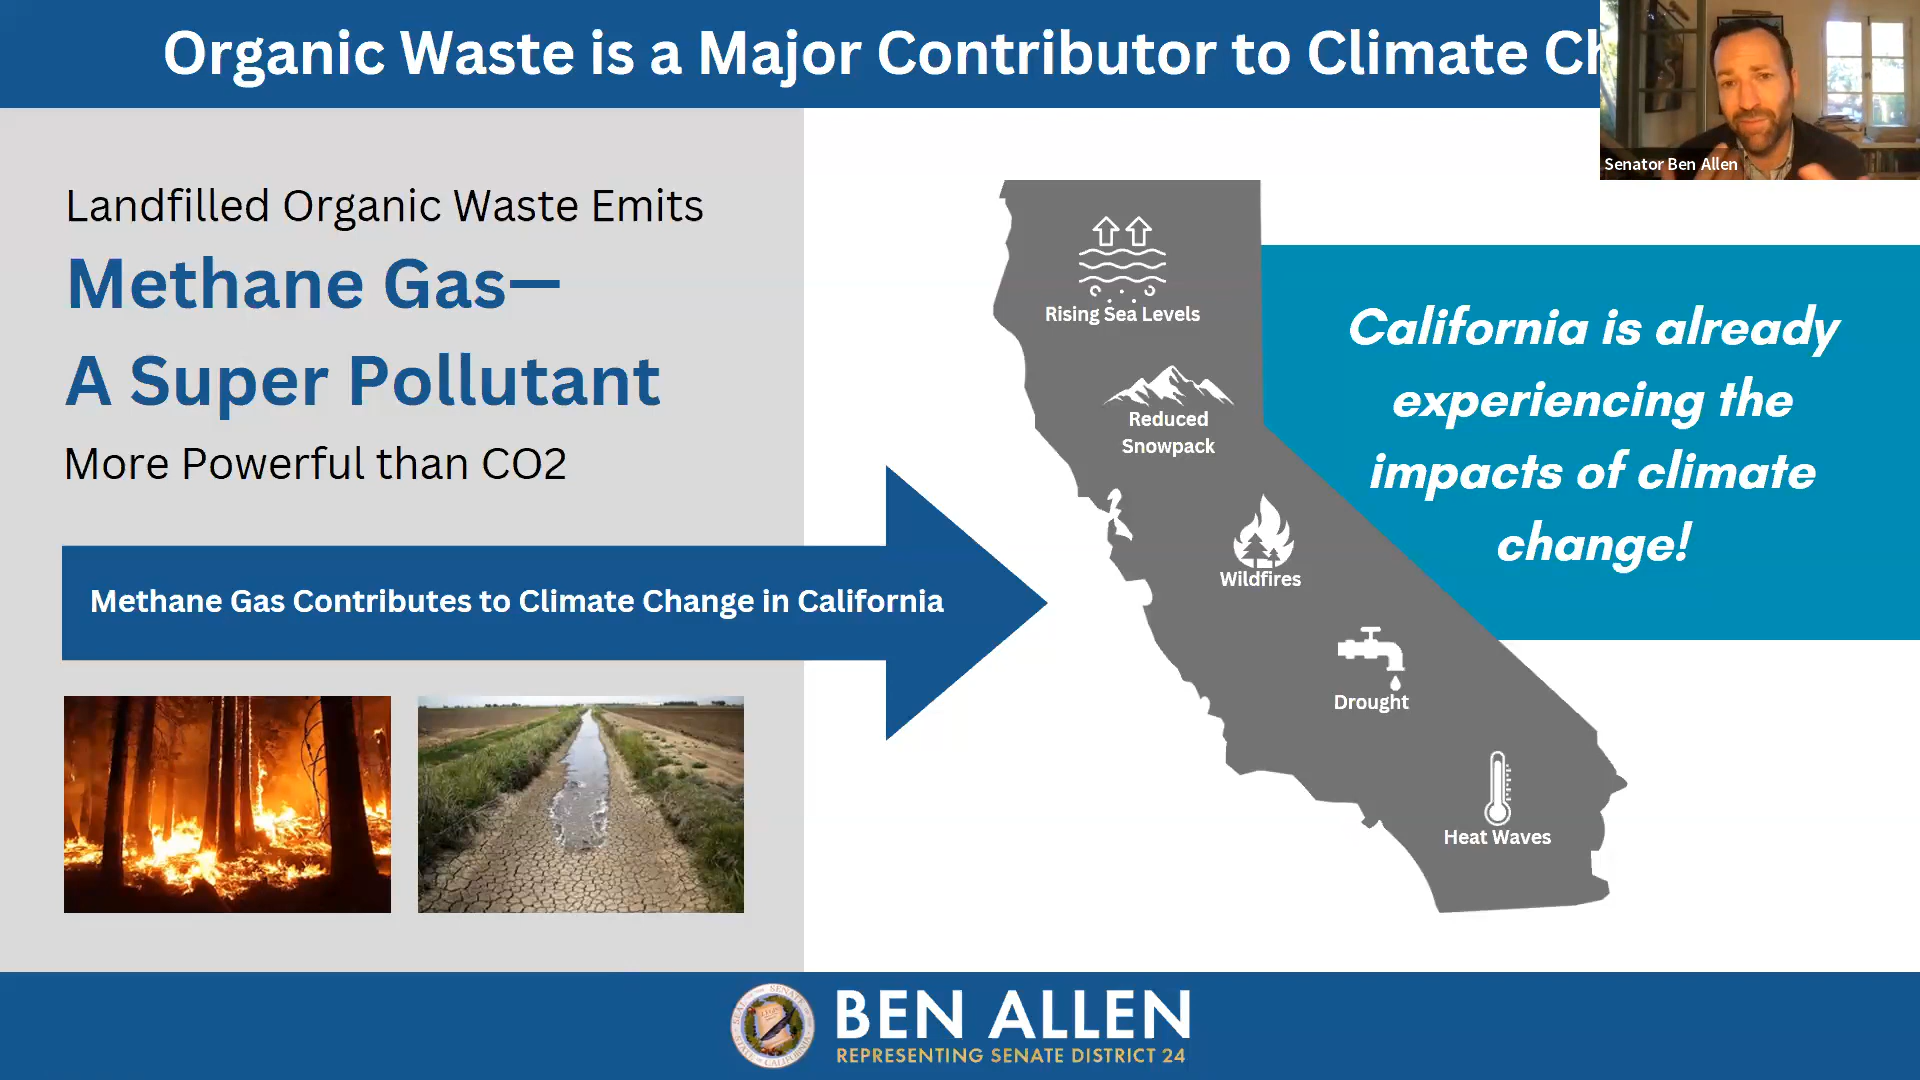 Organic Waste is a Major Contributor to Climate Ch
Senator Ben Allen
Landfilled Organic Waste Emits
Methane Gas—
A Super Pollutant
More Powerful than CO2
Methane Gas Contributes to Climate Change in California
Rising Sea Levels
Reduced
Snowpack
Wildfires
Drought
Heat Waves
California is already
experiencing the
impacts of climate
change!
BEN ALLEN
REPRESENTING SENATE DISTRICT 24